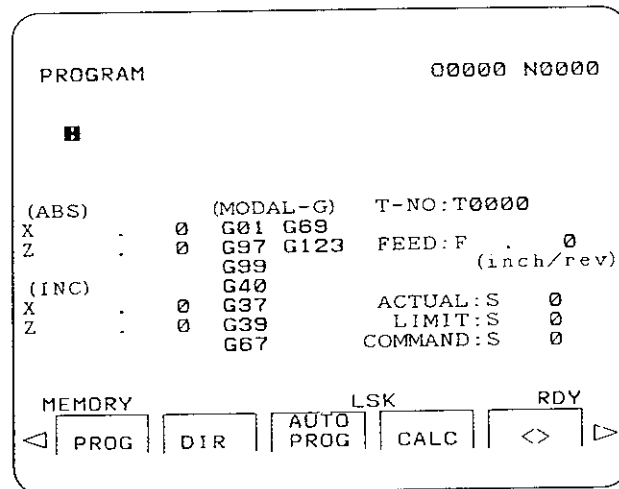 PROGRAM O0000 N0000
(ABS) (MODAL-G) T-NO:T0000
X . 0 G01 G69
Z . 0 G97 G123 FEED:F . 0
G99 (inch/rev)
(INC) G40
X . 0 G37 ACTUAL:S 0
Z . 0 G39 LIMIT:S 0
G67 COMMAND:S 0
MEMORY LSK RDY
◁ PROG DIR AUTO PROG CALC <> ▷